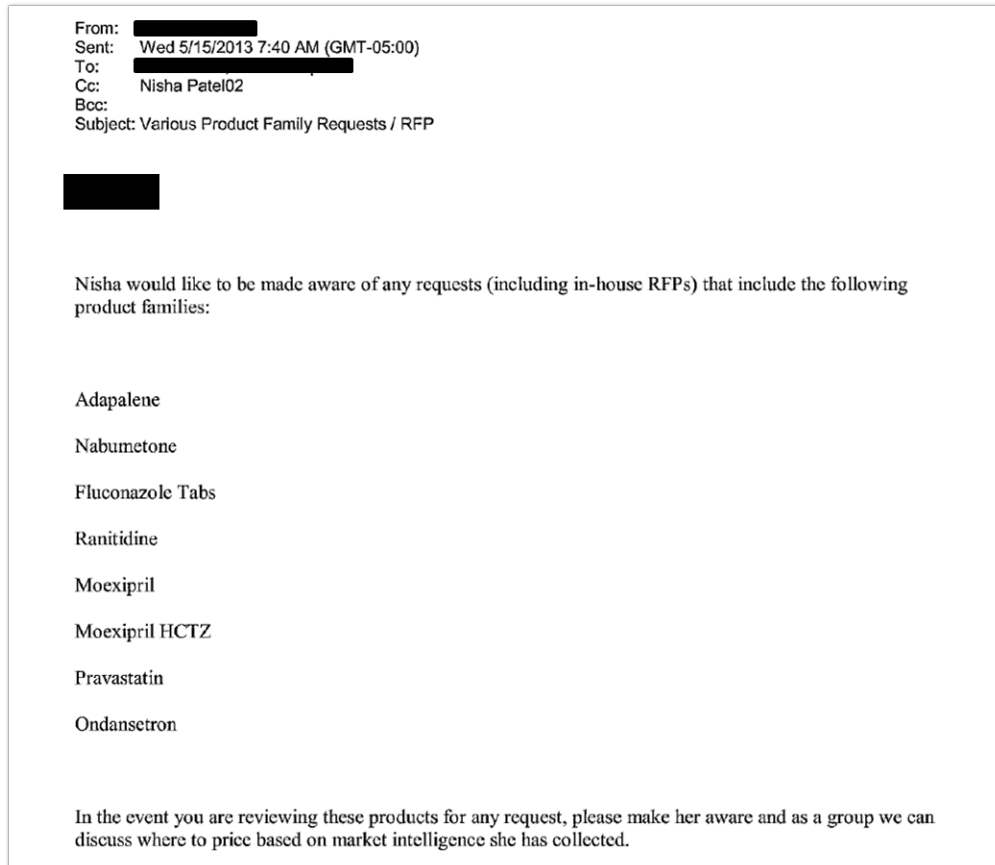 From:
Sent: Wed 5/15/2013 7:40 AM (GMT-05:00)
To:
Cc: Nisha Patel02
Bcc:
Subject: Various Product Family Requests / RFP
Nisha would like to be made aware of any requests (including in-house RFPs) that include the following
product families:
Adapalene
Nabumetone
Fluconazole Tabs
Ranitidine
Moexipril
Moexipril HCTZ
Pravastatin
Ondansetron
In the event you are reviewing these products for any request, please make her aware and as a group we can
discuss where to price based on market intelligence she has collected.